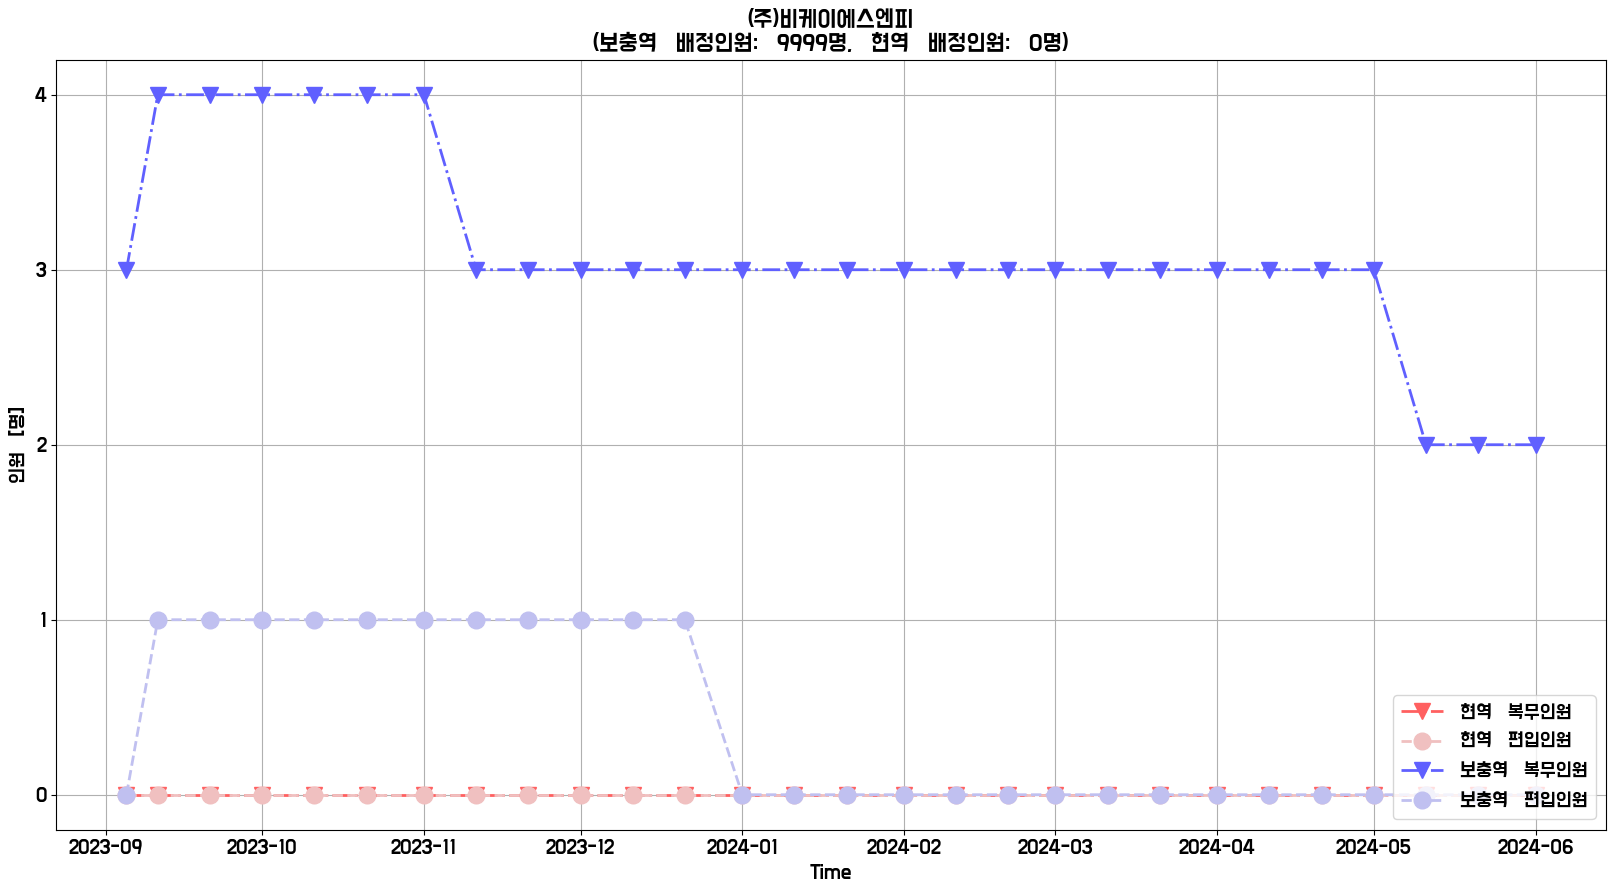 (주)비케이에스엔피
(보충역 배정인원: 9999명, 현역 배정인원: 0명)
인원 [명]
4
3
2
1
0
2023-09 2023-10 2023-11 2023-12 2024-01 2024-02 2024-03 2024-04 2024-05 2024-06
Time
현역 복무인원
현역 편입인원
보충역 복무인원
보충역 편입인원